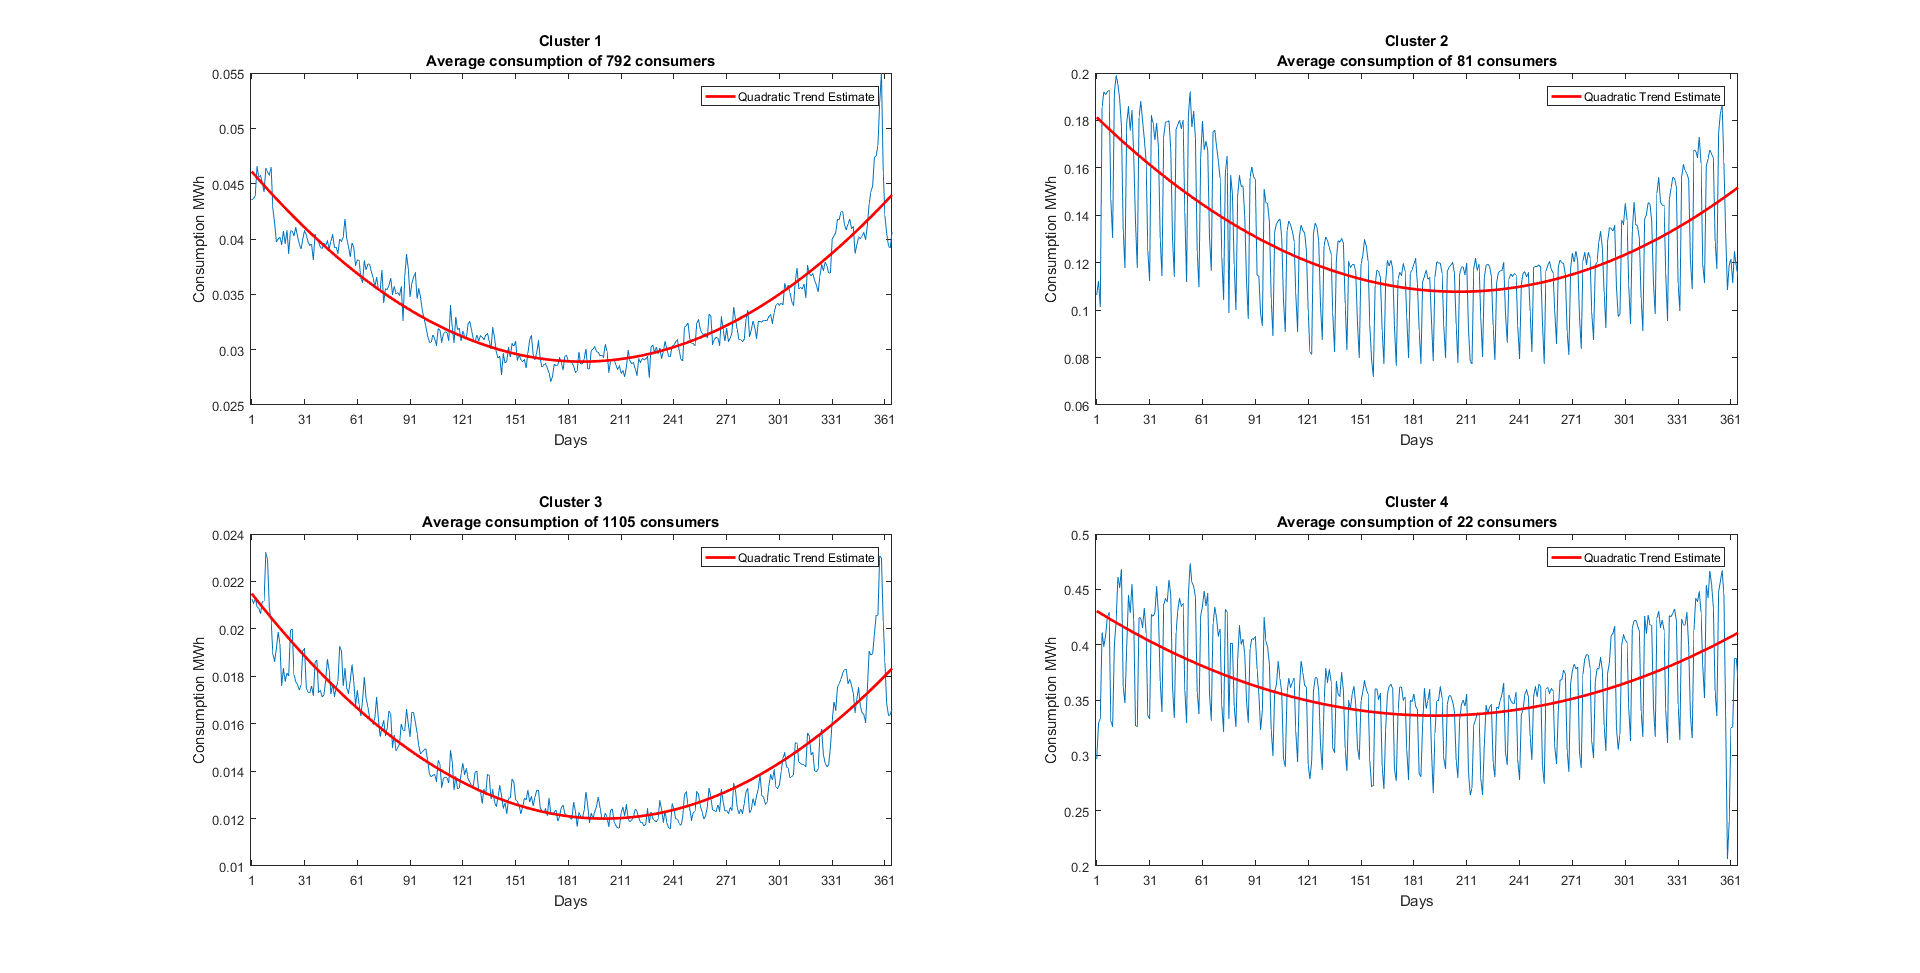 Cluster 1
Average consumption of 792 consumers
0.055
0.05
0.045
0.04
0.035
0.03
0.025
Consumption MWh
Quadratic Trend Estimate
1 31 61 91 121 151 181 211 241 271 301 331 361
Days
Cluster 2
Average consumption of 81 consumers
0.2
0.18
0.16
0.14
0.12
0.1
0.08
0.06
Consumption MWh
Quadratic Trend Estimate
1 31 61 91 121 151 181 211 241 271 301 331 361
Days
Cluster 3
Average consumption of 1105 consumers
0.024
0.022
0.02
0.018
0.016
0.014
0.012
0.01
Consumption MWh
Quadratic Trend Estimate
1 31 61 91 121 151 181 211 241 271 301 331 361
Days
Cluster 4
Average consumption of 22 consumers
0.5
0.45
0.4
0.35
0.3
0.25
0.2
Consumption MWh
Quadratic Trend Estimate
1 31 61 91 121 151 181 211 241 271 301 331 361
Days